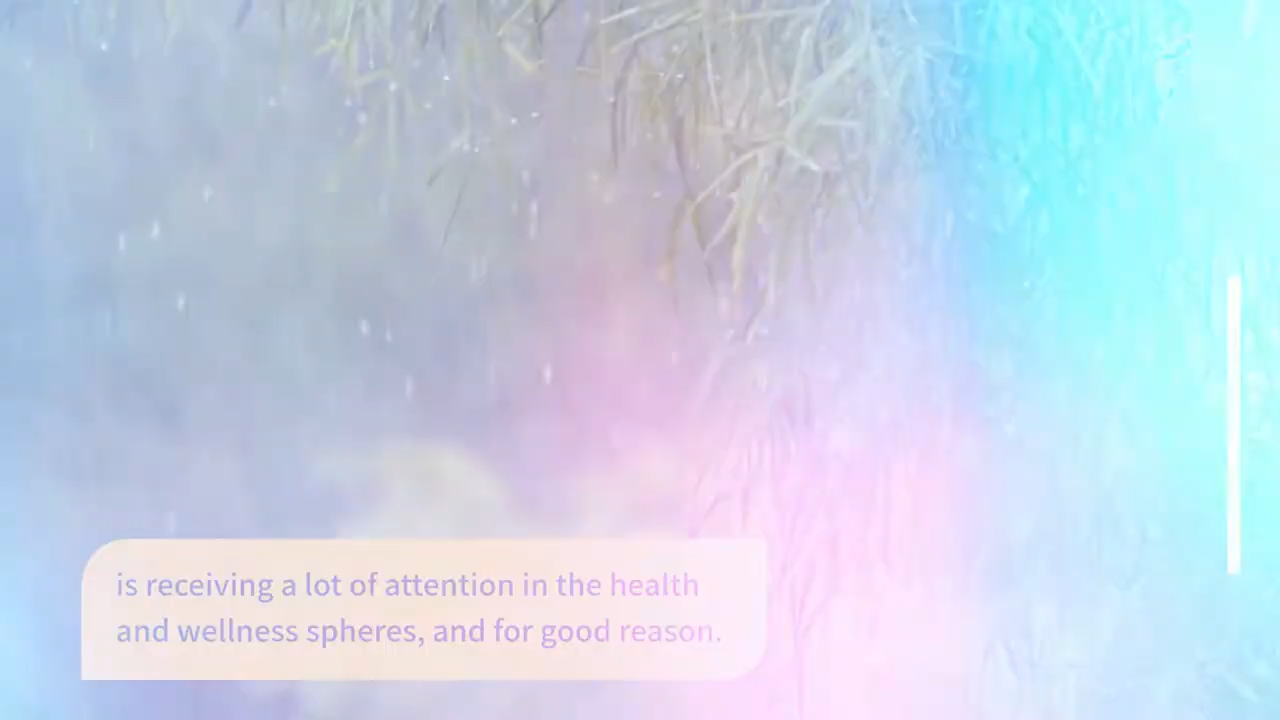 is receiving a lot of attention in the health
and wellness spheres, and for good reason.